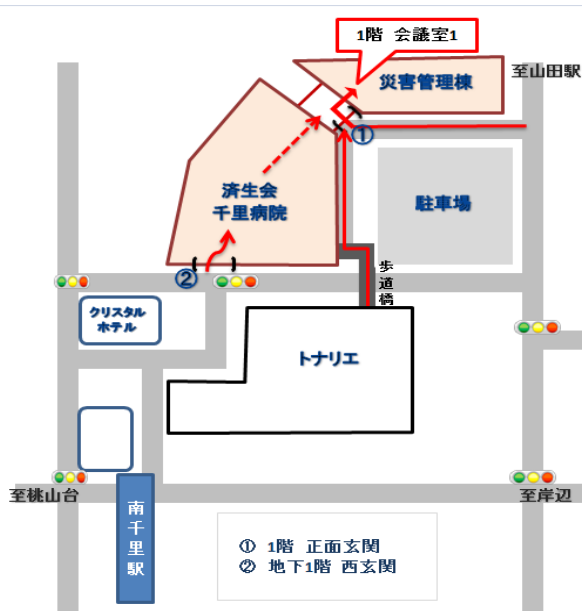 1階 会議室1
災害管理棟
至山田駅
①
済生会
千里病院
駐車場
②
歩道橋
クリスタル
ホテル
トナリエ
至桃山台
至岸辺
南千里駅
① 1階 正面玄関
② 地下1階 西玄関